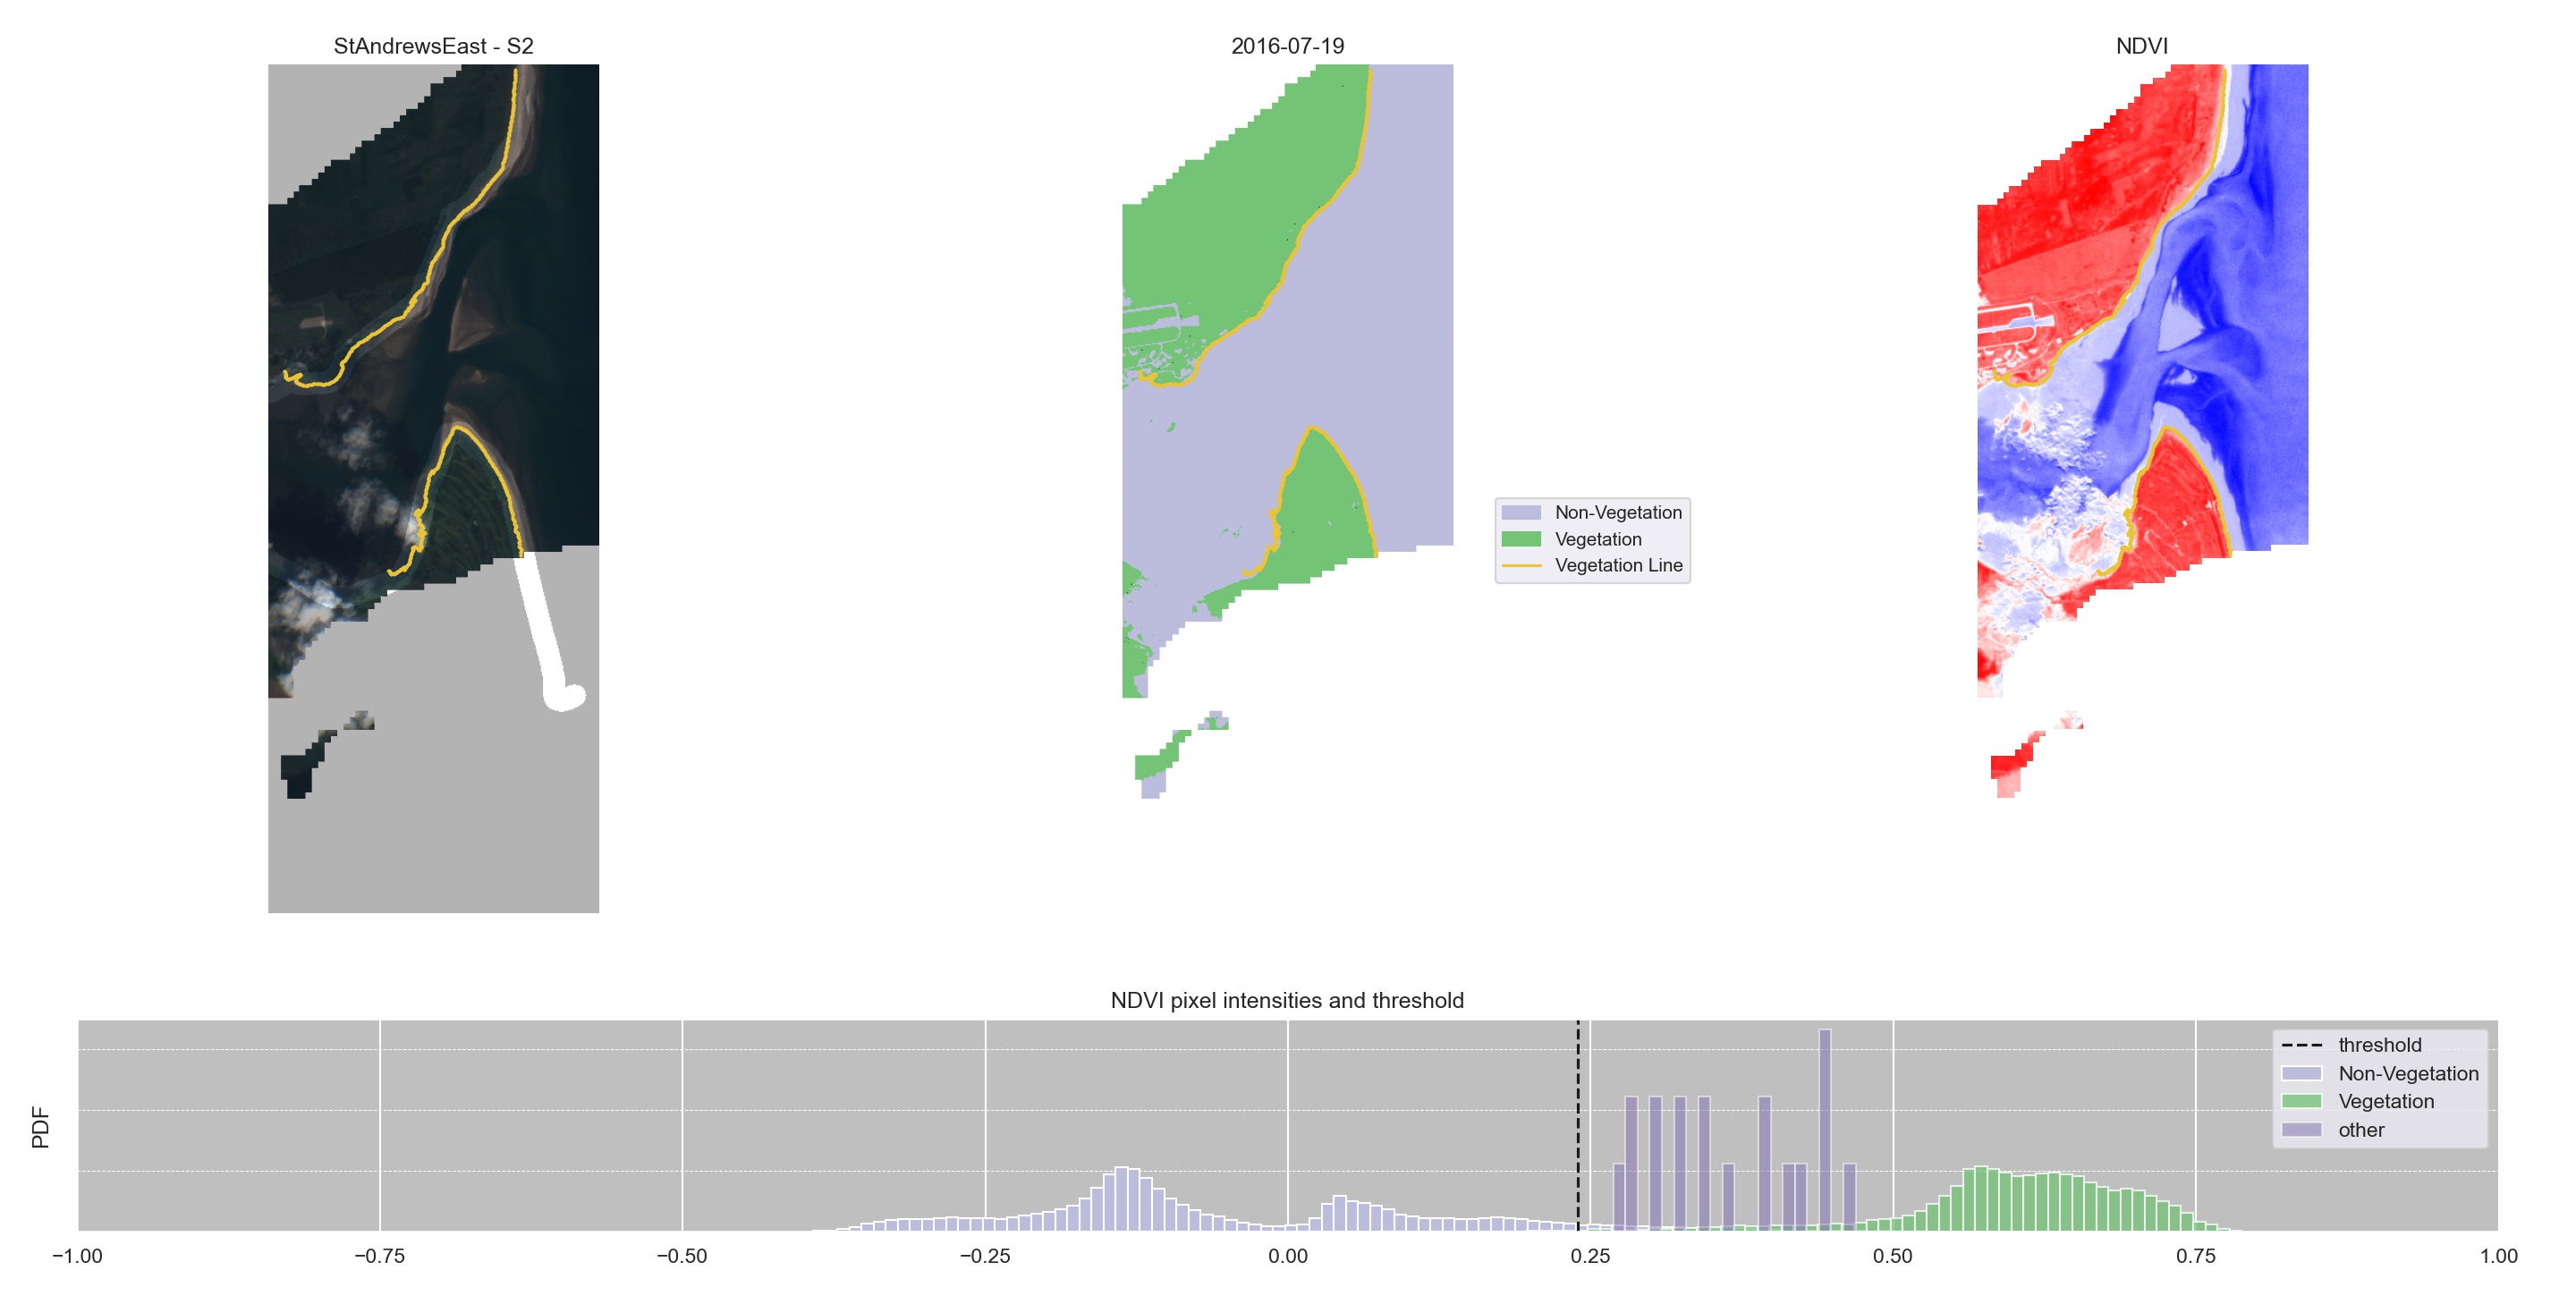 StAndrewsEast - S2
2016-07-19
NDVI
Non-Vegetation
Vegetation
Vegetation Line
NDVI pixel intensities and threshold
PDF
threshold
Non-Vegetation
Vegetation
other
−1.00
−0.75
−0.50
−0.25
0.00
0.25
0.50
0.75
1.00